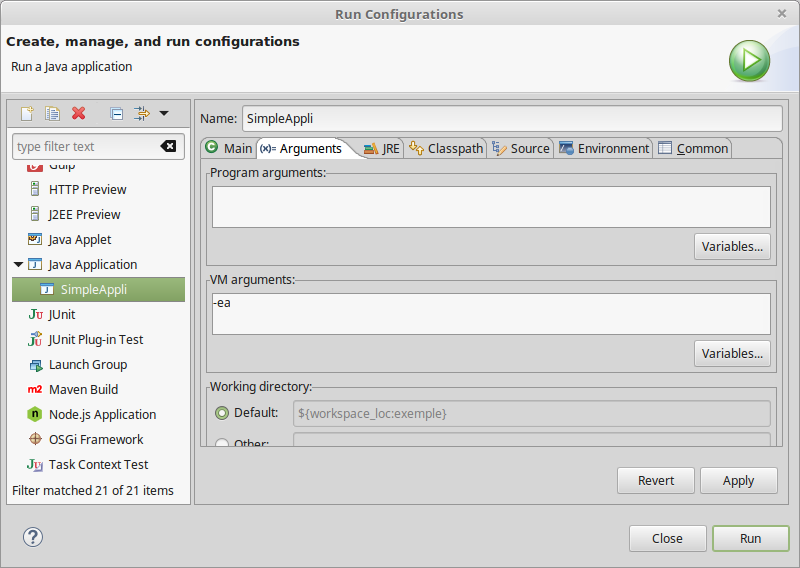 Run Configurations
Create, manage, and run configurations
Run a Java application
type filter text
Gulp
HTTP Preview
J2EE Preview
Java Applet
Java Application
SimpleAppli
JUnit
JUnit Plug-in Test
Launch Group
Maven Build
Node.js Application
OSGi Framework
Task Context Test
Filter matched 21 of 21 items
Name: SimpleAppli
Main (x)= Arguments JRE Classpath Source Environment Common
Program arguments:
Variables...
VM arguments:
-ea
Variables...
Working directory:
Default: ${workspace_loc:exemple}
Other:
Revert Apply
Close Run